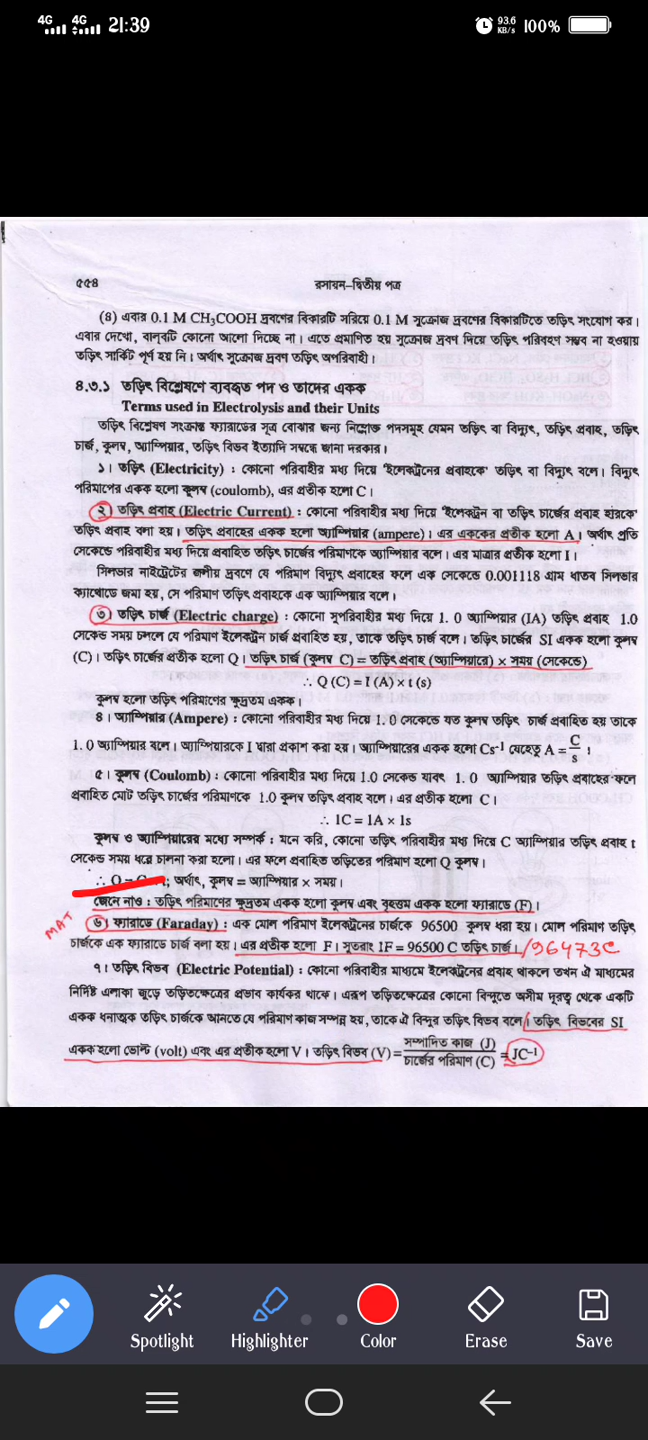 4G 4G 21:39
93.6 KB/s 100%
৫৫৪ রসায়ন–দ্বিতীয় পত্র
(৪) এবার 0.1 M CH₃COOH দ্রবণের বিকারটি সরিয়ে 0.1 M সুক্রোজ দ্রবণের বিকারটিতে তড়িৎ সংযোগ কর।
এবার দেখো, বাল্বটি কোনো আলো দিচ্ছে না। এতে প্রমাণিত হয় সুক্রোজ দ্রবণ দিয়ে তড়িৎ পরিবহণ সম্ভব না হওয়ায়
তড়িৎ সার্কিট পূর্ণ হয় নি। অর্থাৎ সুক্রোজ দ্রবণ তড়িৎ অপরিবাহী।
৪.৩.১ তড়িৎ বিশ্লেষণে ব্যবহৃত পদ ও তাদের একক
Terms used in Electrolysis and their Units
তড়িৎ বিশ্লেষণ সংক্রান্ত ফ্যারাডের সূত্র বোঝার জন্য নিম্নোক্ত পদসমূহ যেমন তড়িৎ বা বিদ্যুৎ, তড়িৎ প্রবাহ, তড়িৎ
চার্জ, কুলম্ব, অ্যাম্পিয়ার, তড়িৎ বিভব ইত্যাদি সম্বন্ধে জানা দরকার।
১। তড়িৎ (Electricity) : কোনো পরিবাহীর মধ্য দিয়ে ‘ইলেকট্রনের প্রবাহকে’ তড়িৎ বা বিদ্যুৎ বলে। বিদ্যুৎ
পরিমাপের একক হলো কুলম্ব (coulomb), এর প্রতীক হলো C।
২। তড়িৎ প্রবাহ (Electric Current) : কোনো পরিবাহীর মধ্য দিয়ে ‘ইলেকট্রন বা তড়িৎ চার্জের প্রবাহ হারকে’
তড়িৎ প্রবাহ বলা হয়। তড়িৎ প্রবাহের একক হলো অ্যাম্পিয়ার (ampere)। এর এককের প্রতীক হলো A। অর্থাৎ প্রতি
সেকেন্ডে পরিবাহীর মধ্য দিয়ে প্রবাহিত তড়িৎ চার্জের পরিমাণকে অ্যাম্পিয়ার বলে। এর মাত্রার প্রতীক হলো I।
সিলভার নাইট্রেটের জলীয় দ্রবণে যে পরিমাণ বিদ্যুৎ প্রবাহের ফলে এক সেকেন্ডে 0.001118 গ্রাম ধাতব সিলভার
ক্যাথোডে জমা হয়, সে পরিমাণ তড়িৎ প্রবাহকে এক অ্যাম্পিয়ার বলে।
৩। তড়িৎ চার্জ (Electric charge) : কোনো সুপরিবাহীর মধ্য দিয়ে 1. 0 অ্যাম্পিয়ার (IA) তড়িৎ প্রবাহ 1.0
সেকেন্ড সময় চললে যে পরিমাণ ইলেকট্রন চার্জ প্রবাহিত হয়, তাকে তড়িৎ চার্জ বলে। তড়িৎ চার্জের SI একক হলো কুলম্ব
(C)। তড়িৎ চার্জের প্রতীক হলো Q। তড়িৎ চার্জ (কুলম্ব C) = তড়িৎ প্রবাহ (অ্যাম্পিয়ারে) × সময় (সেকেন্ডে)
∴ Q (C) = I (A) × t (s)
কুলম্ব হলো তড়িৎ পরিমাণের ক্ষুদ্রতম একক।
৪। অ্যাম্পিয়ার (Ampere) : কোনো পরিবাহীর মধ্য দিয়ে 1. 0 সেকেন্ডে যত কুলম্ব তড়িৎ চার্জ প্রবাহিত হয় তাকে
1. 0 অ্যাম্পিয়ার বলে। অ্যাম্পিয়ারকে I দ্বারা প্রকাশ করা হয়। অ্যাম্পিয়ারের একক হলো Cs⁻¹ যেহেতু A = C/s ।
৫। কুলম্ব (Coulomb) : কোনো পরিবাহীর মধ্য দিয়ে 1.0 সেকেন্ড যাবৎ 1. 0 অ্যাম্পিয়ার তড়িৎ প্রবাহের ফলে
প্রবাহিত মোট তড়িৎ চার্জের পরিমাণকে 1.0 কুলম্ব প্রবাহ বলে। এর প্রতীক হলো C।
∴ 1C = 1A × 1s
কুলম্ব ও অ্যাম্পিয়ারের মধ্যে সম্পর্ক : মনে করি, কোনো তড়িৎ পরিবাহীর মধ্য দিয়ে C অ্যাম্পিয়ার তড়িৎ প্রবাহ t
সেকেন্ড সময় ধরে চালনা করা হলো। এর ফলে প্রবাহিত তড়িতের পরিমাণ হলো Q কুলম্ব।
∴ অর্থাৎ, কুলম্ব = অ্যাম্পিয়ার × সময়।
জেনে নাও : তড়িৎ পরিমাণের ক্ষুদ্রতম একক হলো কুলম্ব এবং বৃহত্তম একক হলো ফ্যারাডে (F)।
MAT ৬। ফ্যারাডে (Faraday) : এক মোল পরিমাণ ইলেকট্রনের চার্জকে 96500 কুলম্ব ধরা হয়। মোল পরিমাণ তড়িৎ
চার্জকে এক ফ্যারাডে চার্জ বলা হয়। এর প্রতীক হলো F। সুতরাং 1F = 96500 C তড়িৎ চার্জ। /96473C
৭। তড়িৎ বিভব (Electric Potential) : কোনো পরিবাহীর মাধ্যমে ইলেকট্রনের প্রবাহ থাকলে তখন ঐ মাধ্যমের
নির্দিষ্ট এলাকা জুড়ে তড়িতক্ষেত্রের প্রভাব কার্যকর থাকে। এরূপ তড়িতক্ষেত্রের কোনো বিন্দুতে অসীম দূরত্ব থেকে একটি
একক ধনাত্মক তড়িৎ চার্জকে আনতে যে পরিমাণ কাজ সম্পন্ন হয়, তাকে ঐ বিন্দুর তড়িৎ বিভব বলে। তড়িৎ বিভবের SI
একক হলো ভোল্ট (volt) এবং এর প্রতীক হলো V। তড়িৎ বিভব (V) = সম্পাদিত কাজ (J) / চার্জের পরিমাণ (C) = JC⁻¹
Spotlight Highlighter Color Erase Save